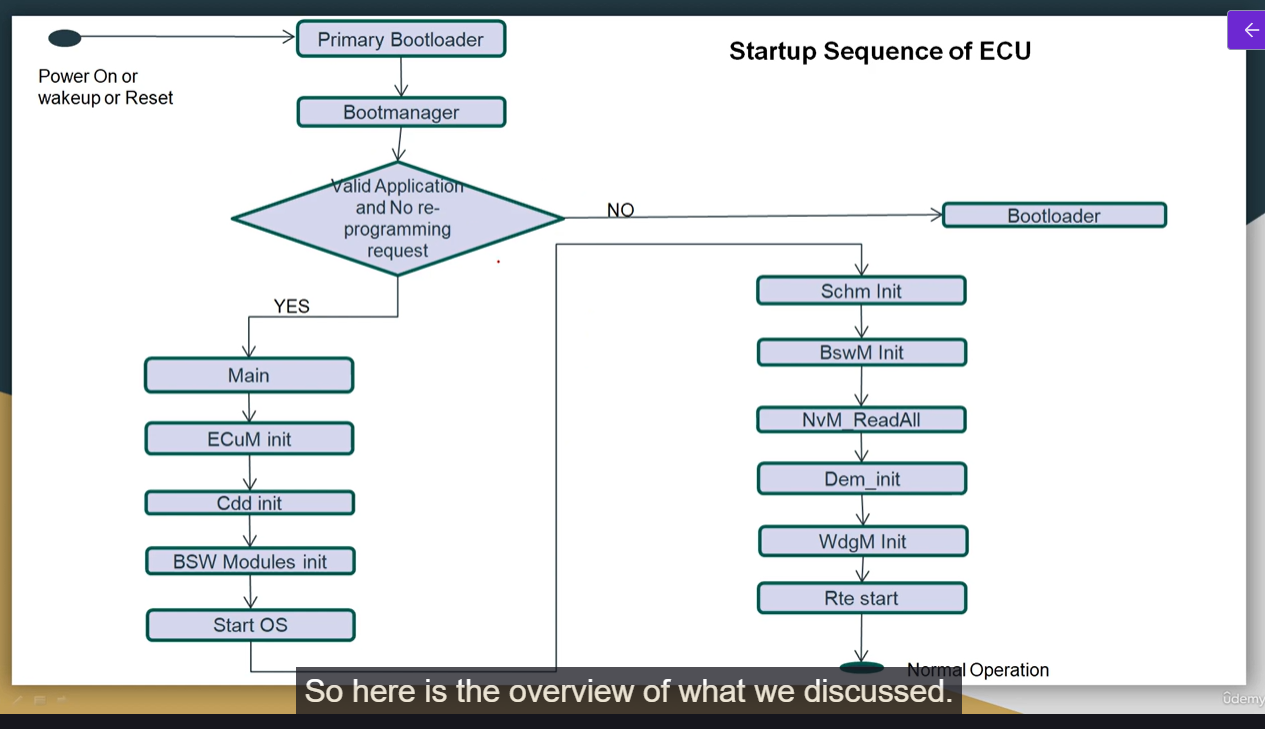 Startup Sequence of ECU
Power On or
wakeup or Reset
Primary Bootloader
Bootmanager
Valid Application
and No re-
programming
request
NO
Bootloader
YES
Main
ECuM init
Cdd init
BSW Modules init
Start OS
Schm Init
BswM Init
NvM_ReadAll
Dem_init
WdgM Init
Rte start
Normal Operation
So here is the overview of what we discussed.
ûdemy